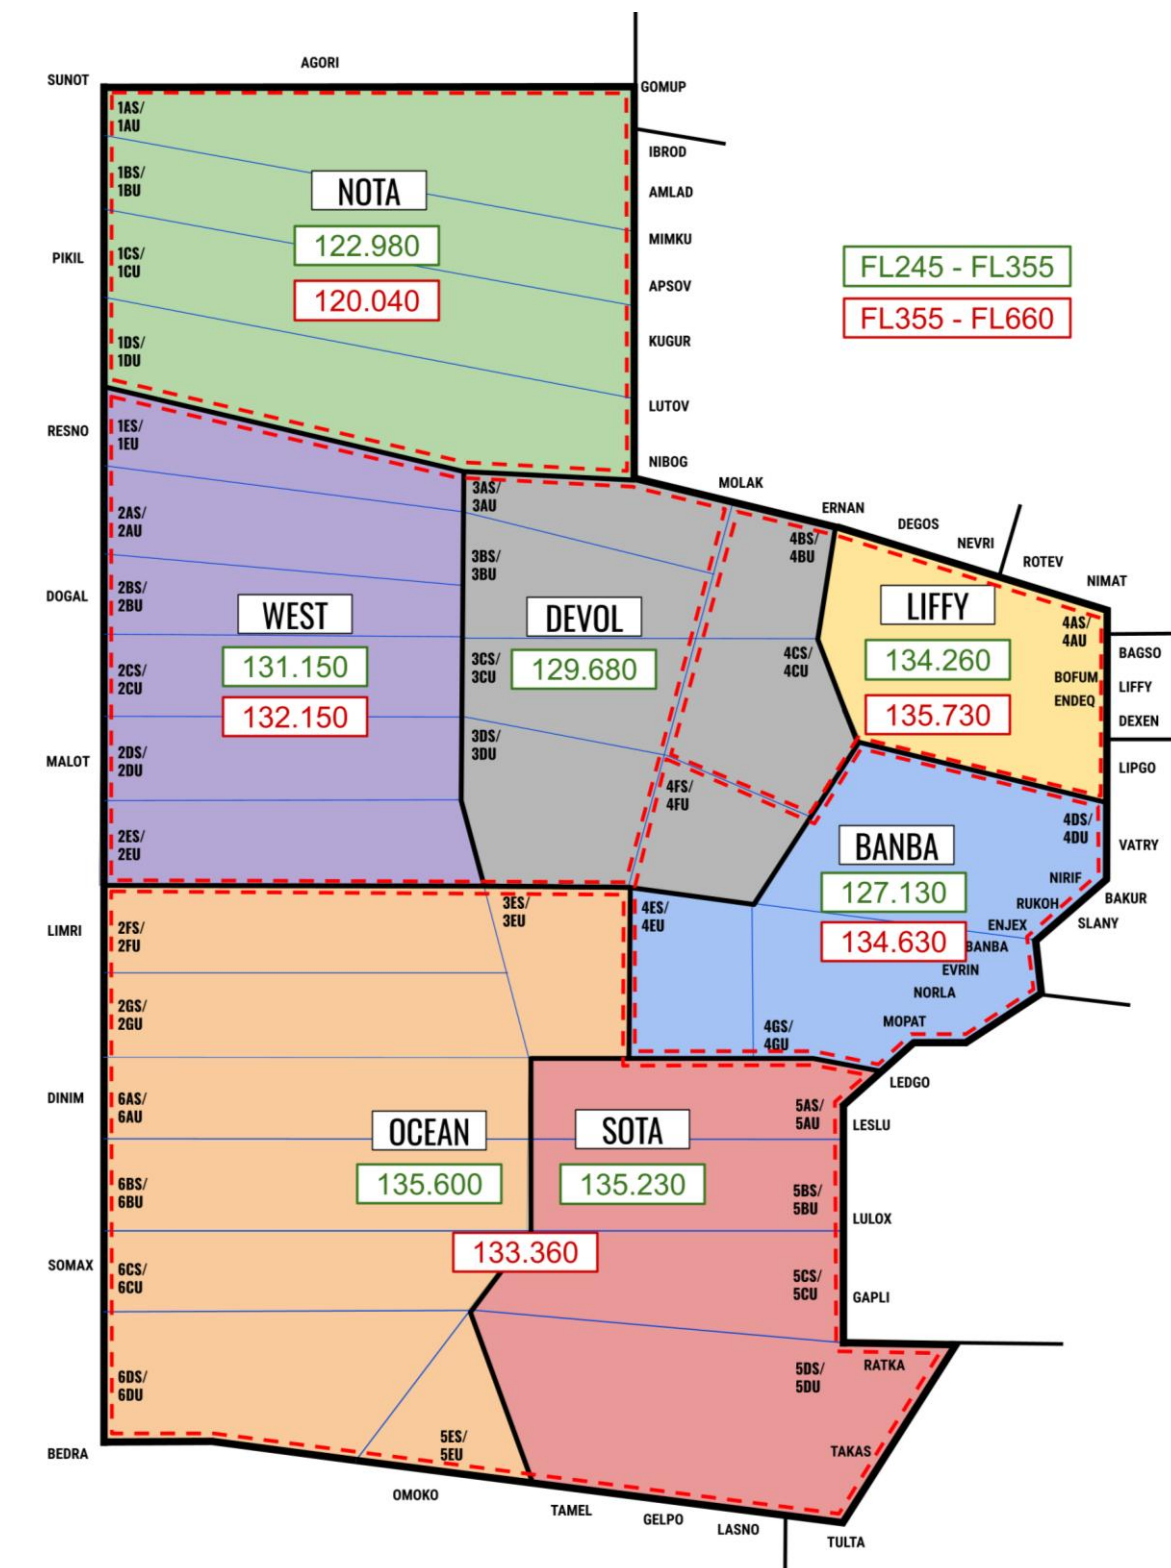 AGORI
SUNOT
GOMUP
1AS/
1AU
IBROD
1BS/
1BU
NOTA
AMLAD
122.980
MIMKU
PIKIL
1CS/
1CU
120.040
APSOV
FL245 - FL355
FL355 - FL660
1DS/
1DU
KUGUR
LUTOV
RESNO
1ES/
1EU
NIBOG
MOLAK
3AS/
3AU
ERNAN
DEGOS
NEVRI
ROTEV
NIMAT
2AS/
2AU
4BS/
4BU
3BS/
3BU
DOGAL
2BS/
2BU
WEST
DEVOL
LIFFY
4AS/
4AU
131.150
129.680
134.260
BAGSO
2CS/
2CU
3CS/
3CU
4CS/
4CU
BOFUM
LIFFY
ENDEQ
132.150
135.730
DEXEN
MALOT
2DS/
2DU
3DS/
3DU
LIPGO
4FS/
4FU
2ES/
2EU
BANBA
4DS/
4DU
VATRY
127.130
NIRIF
BAKUR
RUKOH
SLANY
LIMRI
2FS/
2FU
3ES/
3EU
4ES/
4EU
134.630
ENJEX
BANBA
EVRIN
NORLA
2GS/
2GU
4GS/
4GU
MOPAT
LEDGO
DINIM
6AS/
6AU
OCEAN
SOTA
5AS/
5AU
LESLU
135.600
135.230
6BS/
6BU
5BS/
5BU
LULOX
133.360
SOMAX
6CS/
6CU
5CS/
5CU
GAPLI
6DS/
6DU
5DS/
5DU
RATKA
5ES/
5EU
TAKAS
BEDRA
OMOKO
TAMEL
GELPO
LASNO
TULTA